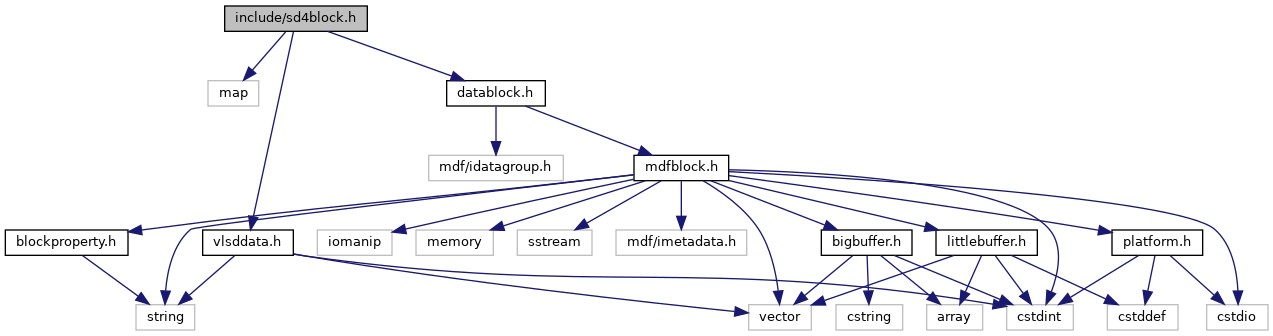 include/sd4block.h
map
datablock.h
mdf/idatagroup.h
mdfblock.h
blockproperty.h
vlsddata.h
iomanip
memory
sstream
mdf/imetadata.h
bigbuffer.h
littlebuffer.h
platform.h
string
vector
cstring
array
cstdint
cstddef
cstdio